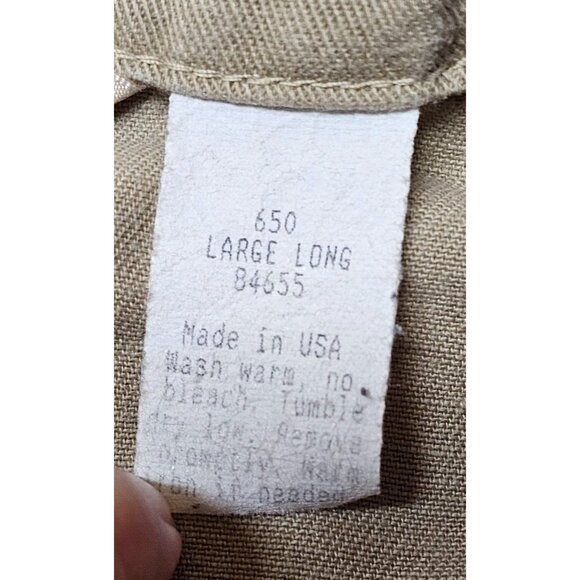 650
LARGE LONG
84655
Made in USA
Wash warm, no
bleach. Tumble
dry low. Remove
promptly. Warm
iron if needed